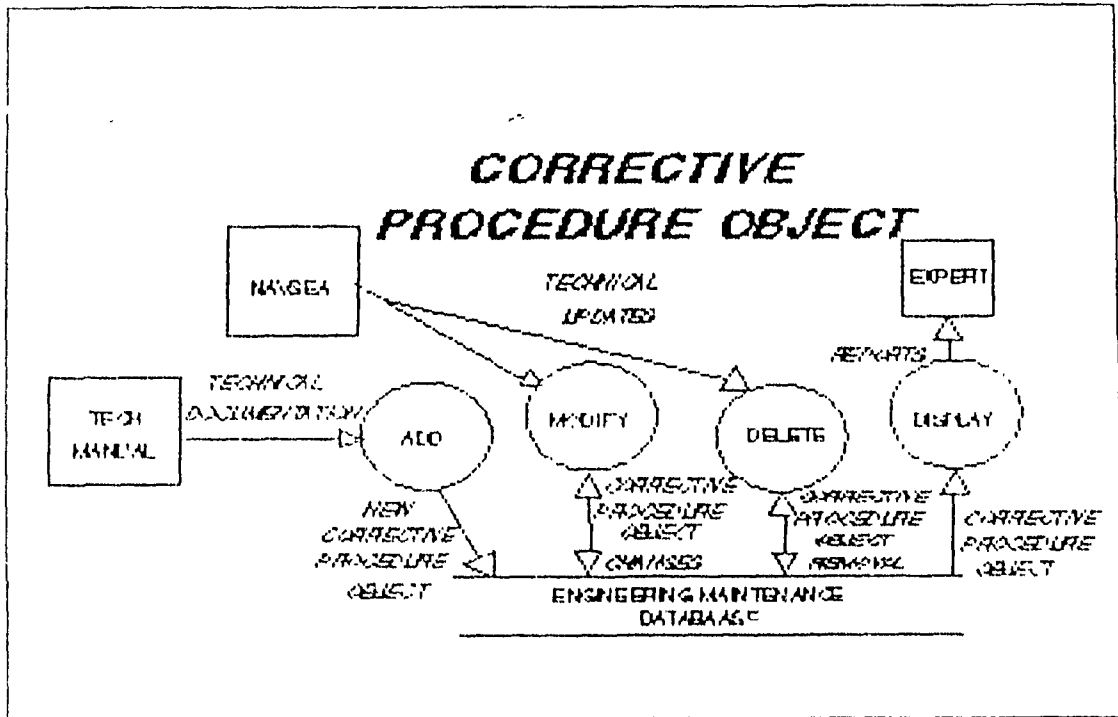 CORRECTIVE
PROCEDURE OBJECT
NAVSEA
TECHNICAL
UPDATES
EXPERT
REPORTS
TECH
MANUAL
TECHNICAL
DOCUMENTATION
ADD
MODIFY
DELETE
DISPLAY
NEW
CORRECTIVE
PROCEDURE
OBJECT
CORRECTIVE
PROCEDURE
OBJECT
CHANGES
CORRECTIVE
PROCEDURE
OBJECT
REMOVAL
CORRECTIVE
PROCEDURE
OBJECT
ENGINEERING MAINTENANCE
DATABAASE